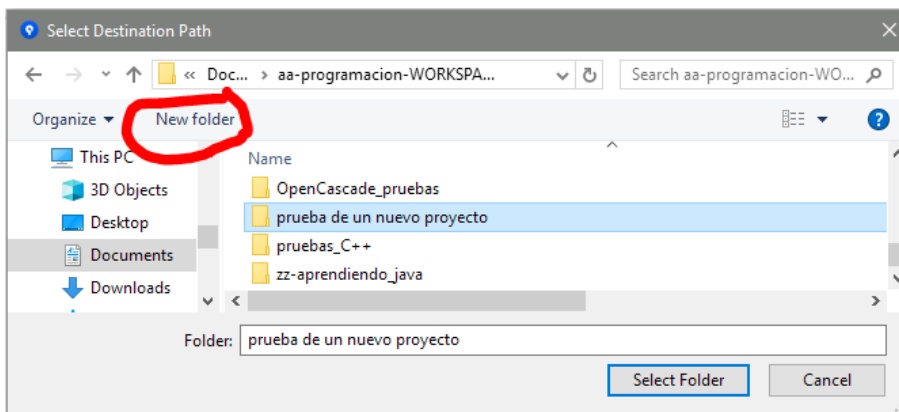 Select Destination Path
« Doc... > aa-programacion-WORKSPA... Search aa-programacion-WO...
Organize New folder
This PC
3D Objects
Desktop
Documents
Downloads
Name
OpenCascade_pruebas
prueba de un nuevo proyecto
pruebas_C++
zz-aprendiendo_java
Folder: prueba de un nuevo proyecto
Select Folder Cancel